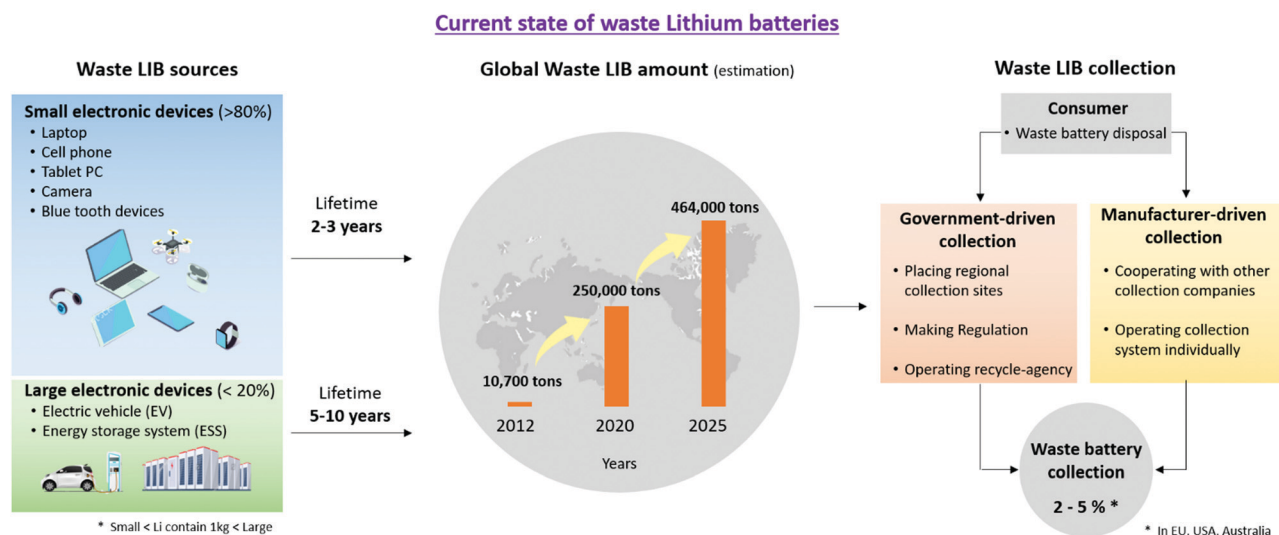 Current state of waste Lithium batteries
Waste LIB sources
Small electronic devices (>80%)
• Laptop
• Cell phone
• Tablet PC
• Camera
• Blue tooth devices
Large electronic devices (< 20%)
• Electric vehicle (EV)
• Energy storage system (ESS)
* Small < Li contain 1kg < Large
Lifetime
2-3 years
Lifetime
5-10 years
Global Waste LIB amount (estimation)
464,000 tons
250,000 tons
10,700 tons
2012 2020 2025
Years
Waste LIB collection
Consumer
• Waste battery disposal
Government-driven
collection
• Placing regional
collection sites
• Making Regulation
• Operating recycle-agency
Manufacturer-driven
collection
• Cooperating with other
collection companies
• Operating collection
system individually
Waste battery
collection
2 - 5 % *
* In EU, USA, Australia